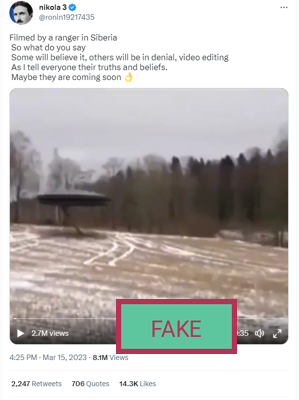 nikola 3
@ronin19217435
Filmed by a ranger in Siberia
So what do you say
Some will believe it, others will be in denial, video editing
As I tell everyone their truths and beliefs.
Maybe they are coming soon 👌
2.7M views
FAKE
:35
4:25 PM · Mar 15, 2023 · 8.1M Views
2,247 Retweets 706 Quotes 14.3K Likes